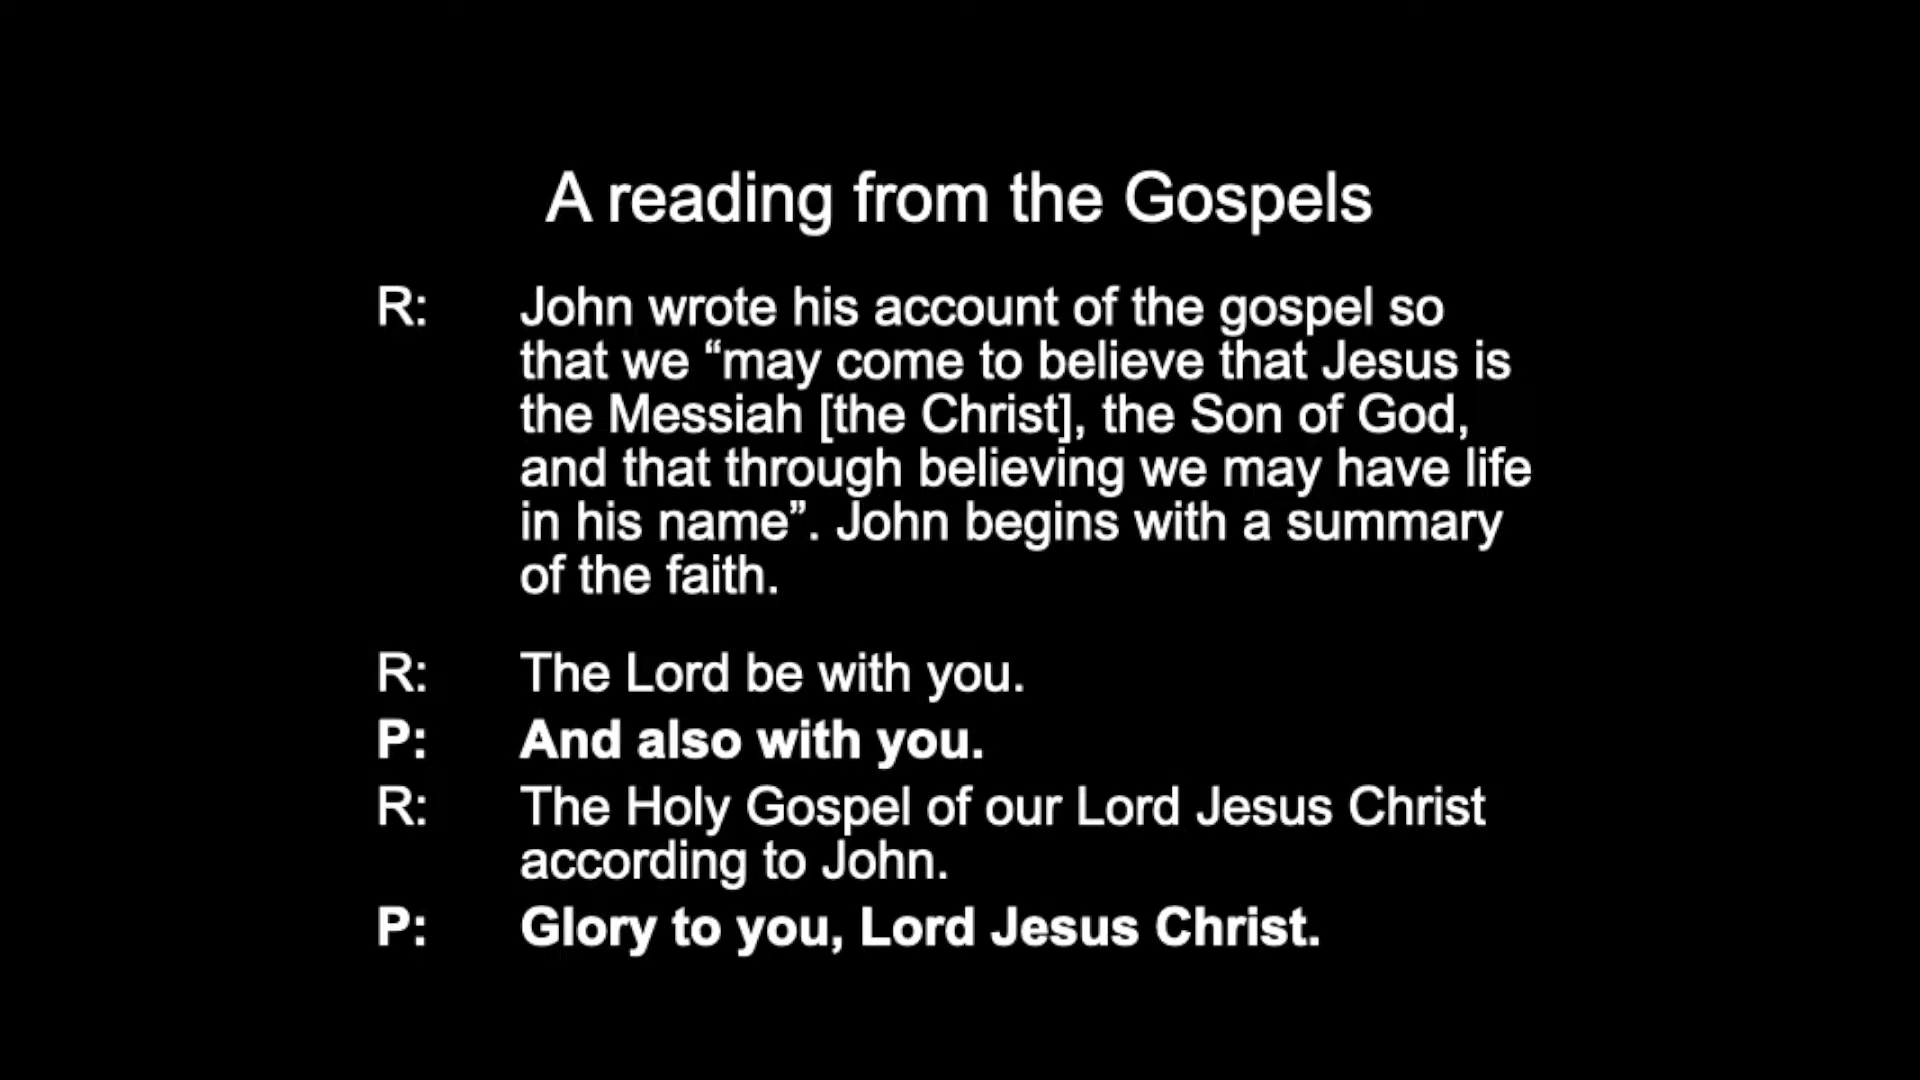 A reading from the Gospels
R: John wrote his account of the gospel so
that we “may come to believe that Jesus is
the Messiah [the Christ], the Son of God,
and that through believing we may have life
in his name”. John begins with a summary
of the faith.
R: The Lord be with you.
P: And also with you.
R: The Holy Gospel of our Lord Jesus Christ
according to John.
P: Glory to you, Lord Jesus Christ.